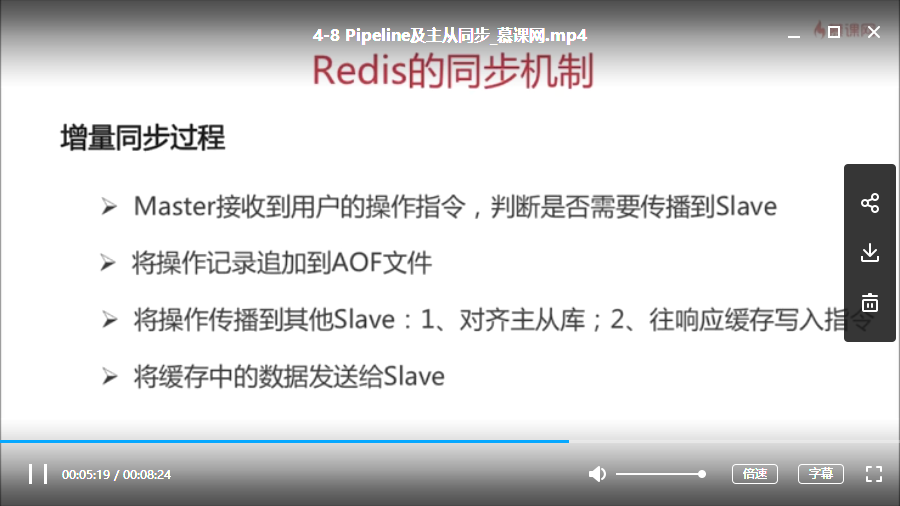 4-8 Pipeline及主从同步_慕课网.mp4
Redis的同步机制
增量同步过程
➢ Master接收到用户的操作指令，判断是否需要传播到Slave
➢ 将操作记录追加到AOF文件
➢ 将操作传播到其他Slave：1、对齐主从库；2、往响应缓存写入指令
➢ 将缓存中的数据发送给Slave
00:05:19 / 00:08:24
倍速
字幕